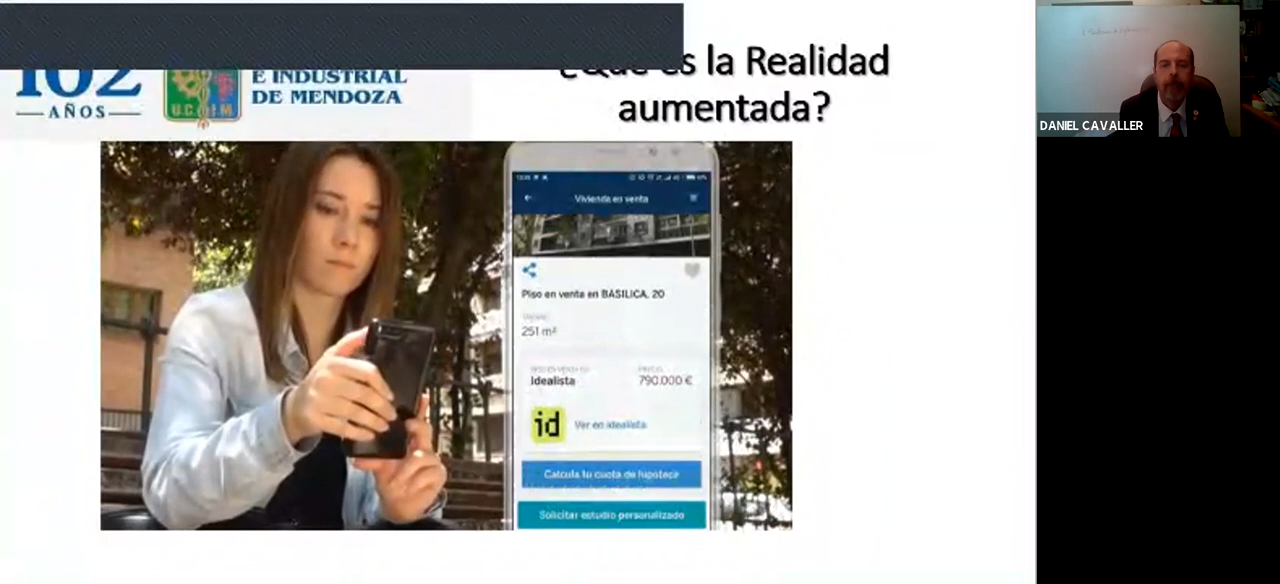 ¿Qué es la Realidad
aumentada?
102
AÑOS
E INDUSTRIAL
DE MENDOZA
U.C.I.M.
DANIEL CAVALLER
Vivienda en venta
Piso en venta en BASILICA, 20
251 m²
Idealista
790.000 €
id
Ver en idealista
Calcula tu cuota de hipoteca
Solicitar estudio personalizado